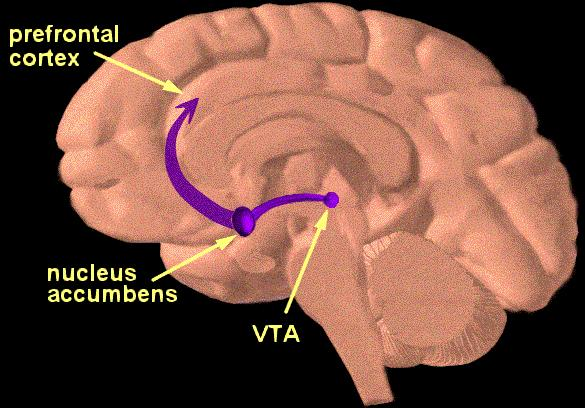 prefrontal
cortex
nucleus
accumbens
VTA